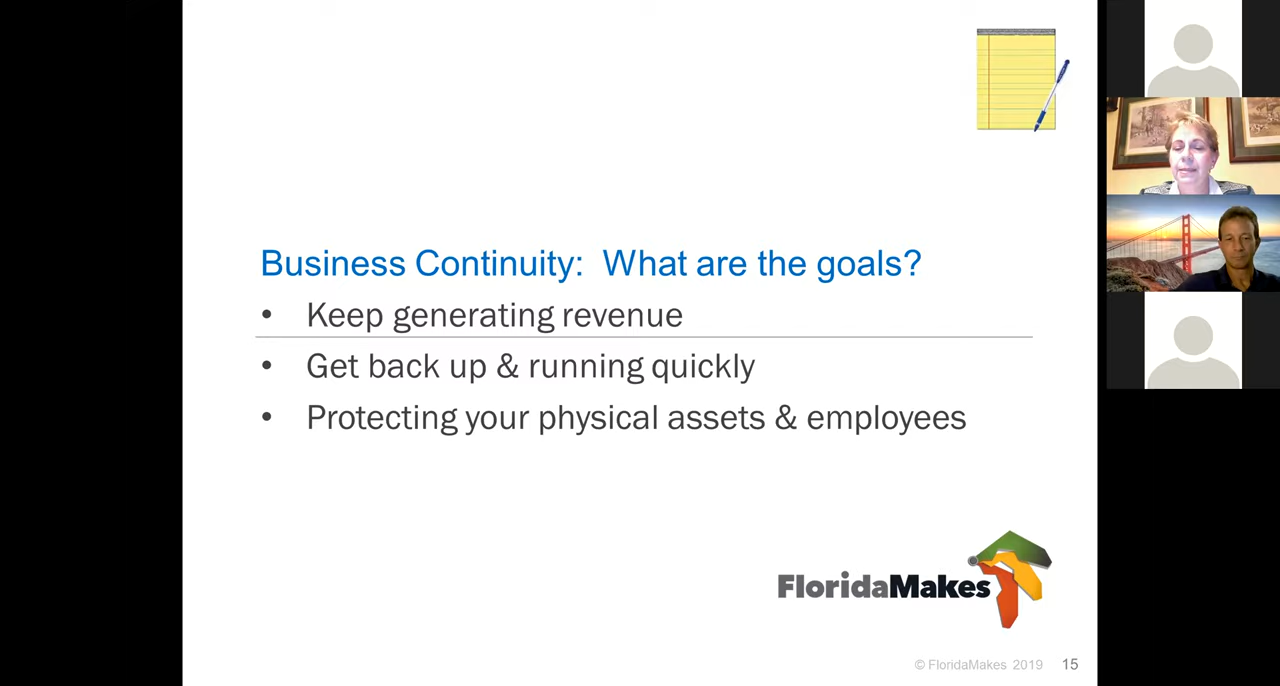 Business Continuity:  What are the goals?
• Keep generating revenue
• Get back up & running quickly
• Protecting your physical assets & employees
FloridaMakes
© FloridaMakes 2019 15